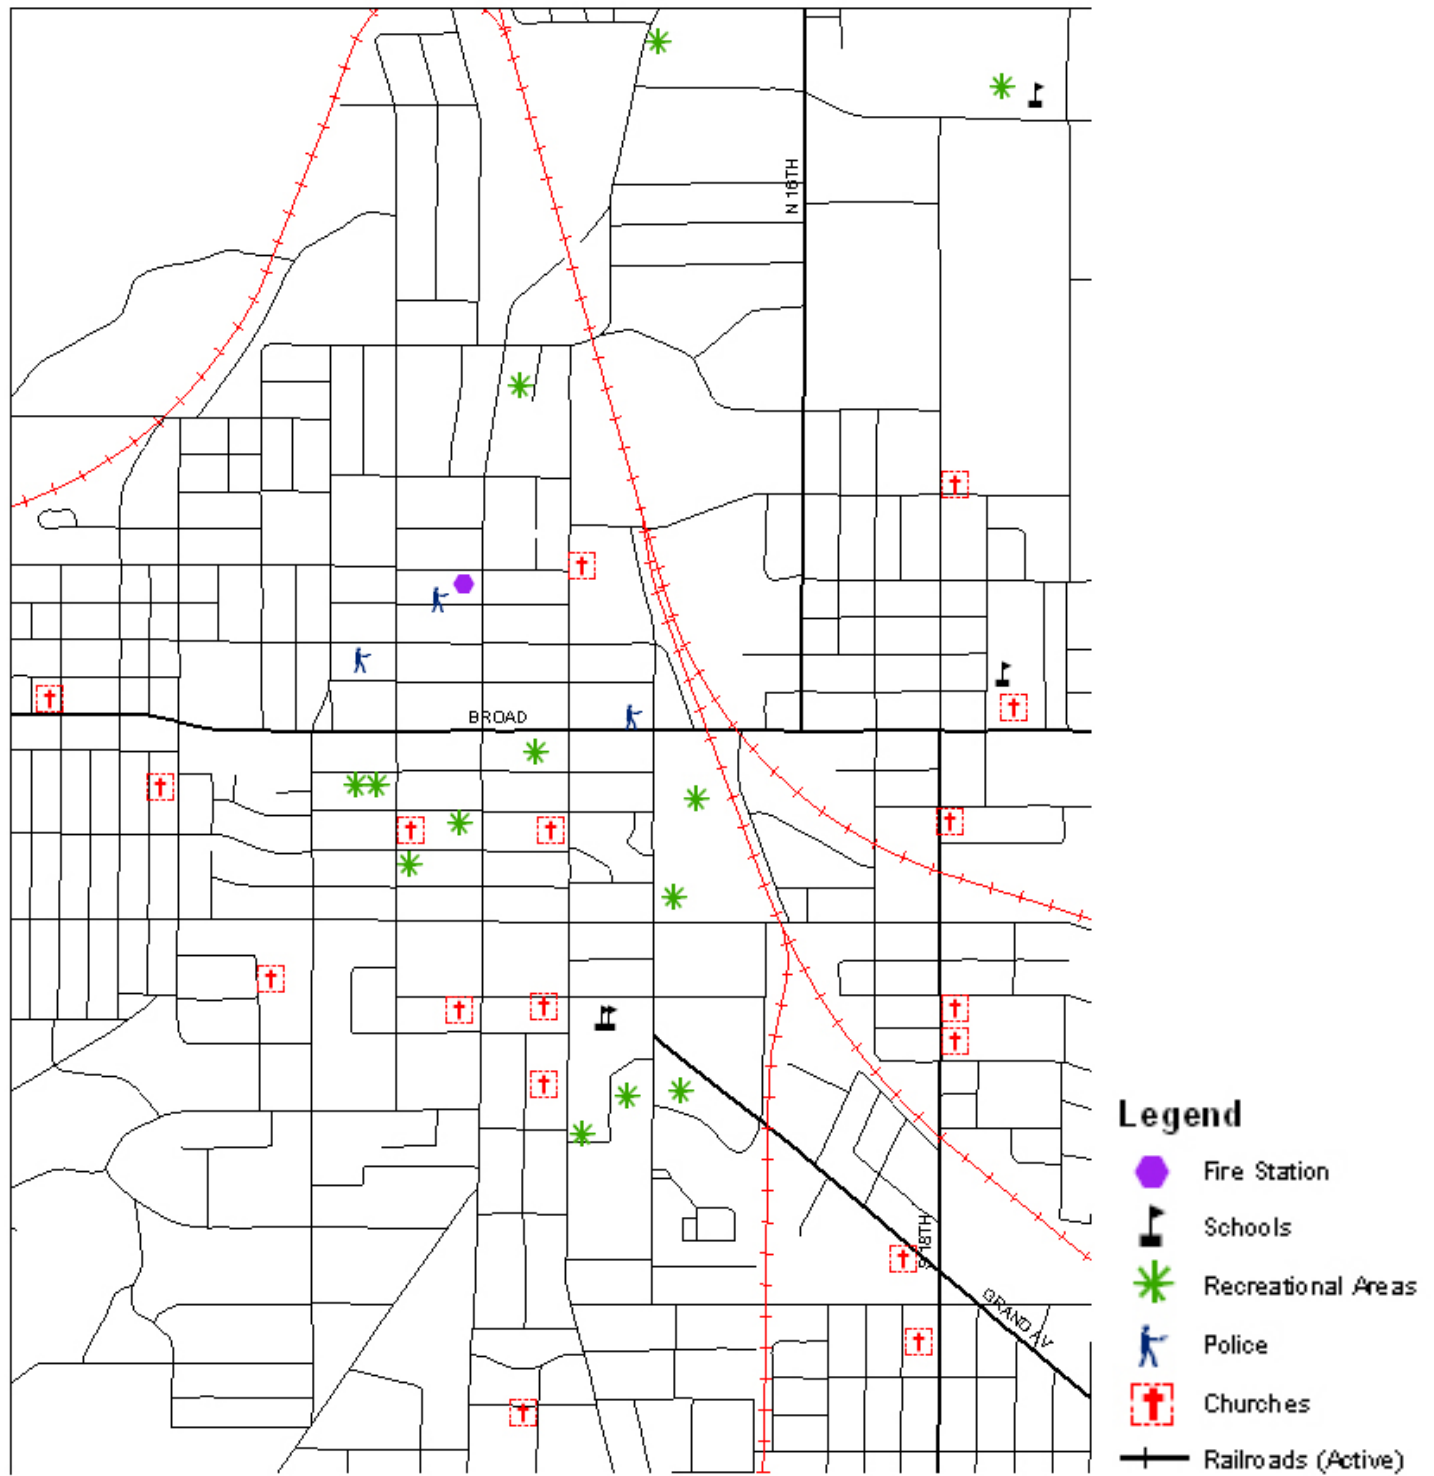 N 16TH
BROAD
S 18TH
GRAND AV
Legend
Fire Station
Schools
Recreational Areas
Police
Churches
Railroads (Active)